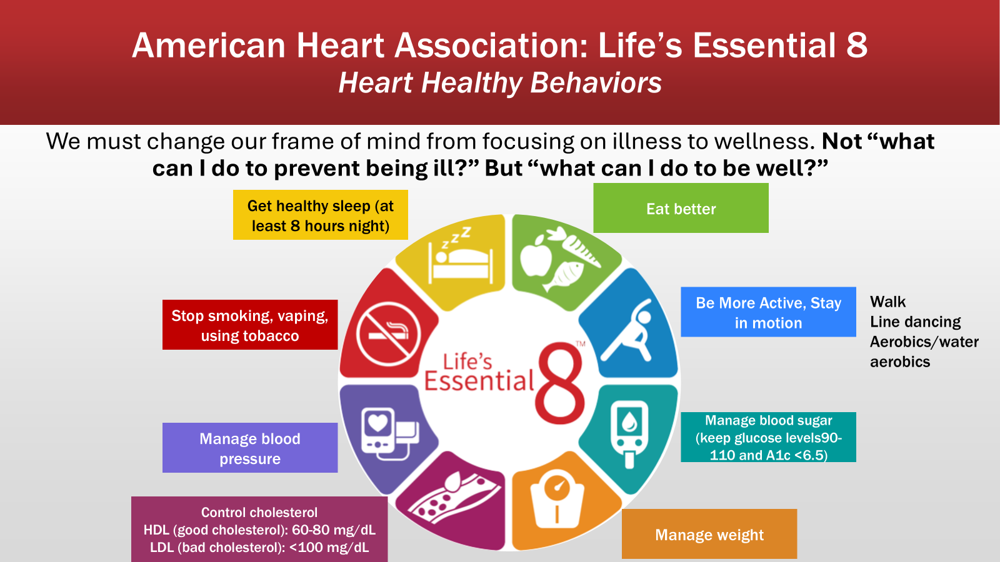 American Heart Association: Life’s Essential 8
Heart Healthy Behaviors
We must change our frame of mind from focusing on illness to wellness. Not “what
can I do to prevent being ill?” But “what can I do to be well?”
Get healthy sleep (at
least 8 hours night)
Eat better
Stop smoking, vaping,
using tobacco
Be More Active, Stay
in motion
Walk
Line dancing
Aerobics/water
aerobics
z z z
Life’s
Essential 8™
Manage blood
pressure
Manage blood sugar
(keep glucose levels90-
110 and A1c <6.5)
Control cholesterol
HDL (good cholesterol): 60-80 mg/dL
LDL (bad cholesterol): <100 mg/dL
Manage weight